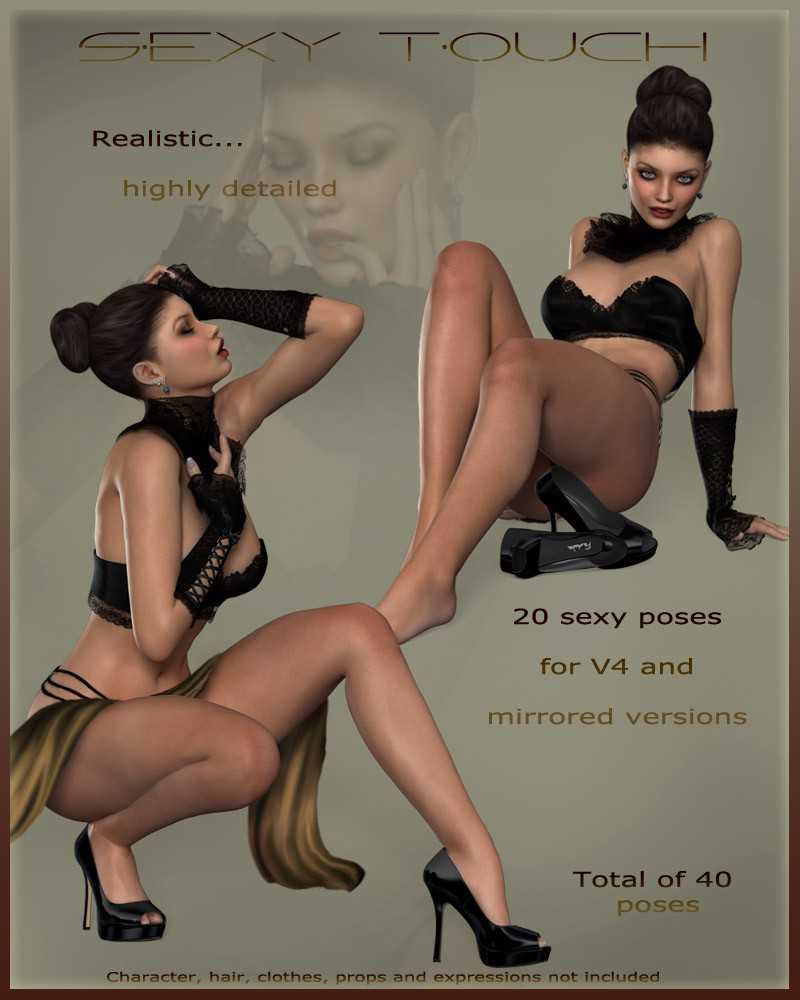 SEXY TOUCH
Realistic...
highly detailed
20 sexy poses
for V4 and
mirrored versions
Total of 40
poses
Character, hair, clothes, props and expressions not included